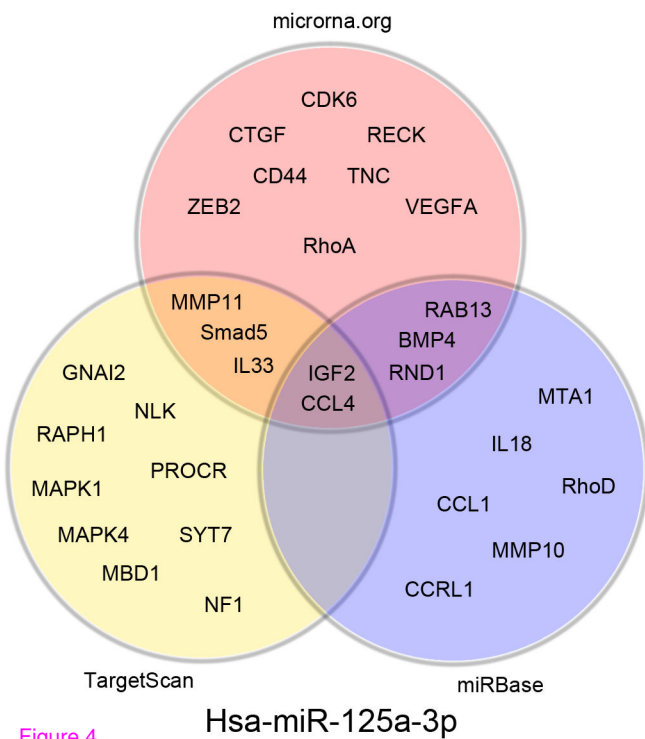 microrna.org
CDK6
CTGF RECK
CD44 TNC
ZEB2 VEGFA
RhoA
MMP11
Smad5
IL33
RAB13
BMP4
RND1
IGF2
CCL4
GNAI2
NLK
RAPH1
PROCR
MAPK1
MAPK4 SYT7
MBD1
NF1
MTA1
IL18
RhoD
CCL1
MMP10
CCRL1
TargetScan
miRBase
Hsa-miR-125a-3p
Figure 4